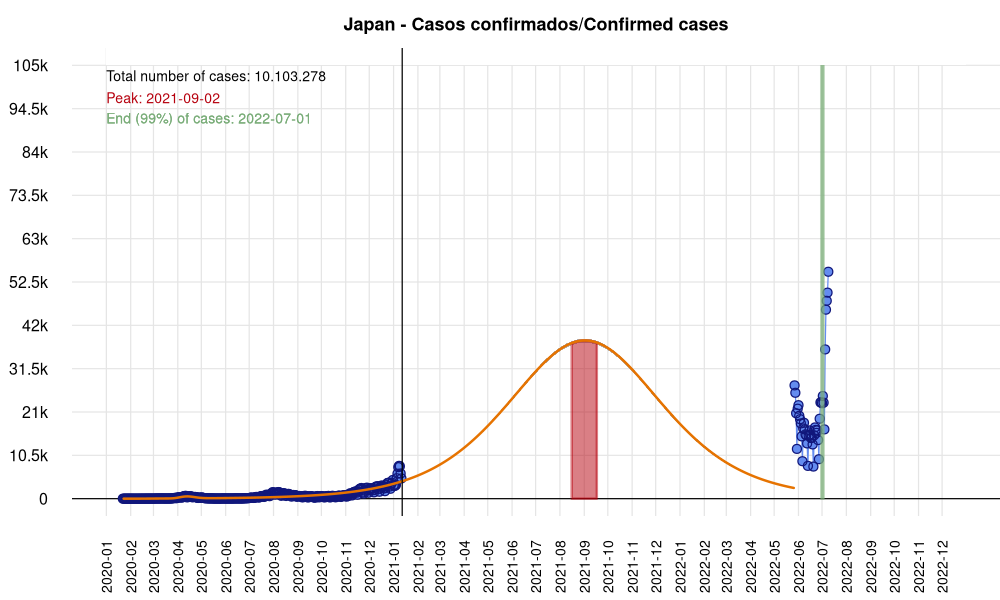 Japan - Casos confirmados/Confirmed cases
Total number of cases: 10.103.278
Peak: 2021-09-02
End (99%) of cases: 2022-07-01
105k
94.5k
84k
73.5k
63k
52.5k
42k
31.5k
21k
10.5k
0
2020-01
2020-02
2020-03
2020-04
2020-05
2020-06
2020-07
2020-08
2020-09
2020-10
2020-11
2020-12
2021-01
2021-02
2021-03
2021-04
2021-05
2021-06
2021-07
2021-08
2021-09
2021-10
2021-11
2021-12
2022-01
2022-02
2022-03
2022-04
2022-05
2022-06
2022-07
2022-08
2022-09
2022-10
2022-11
2022-12